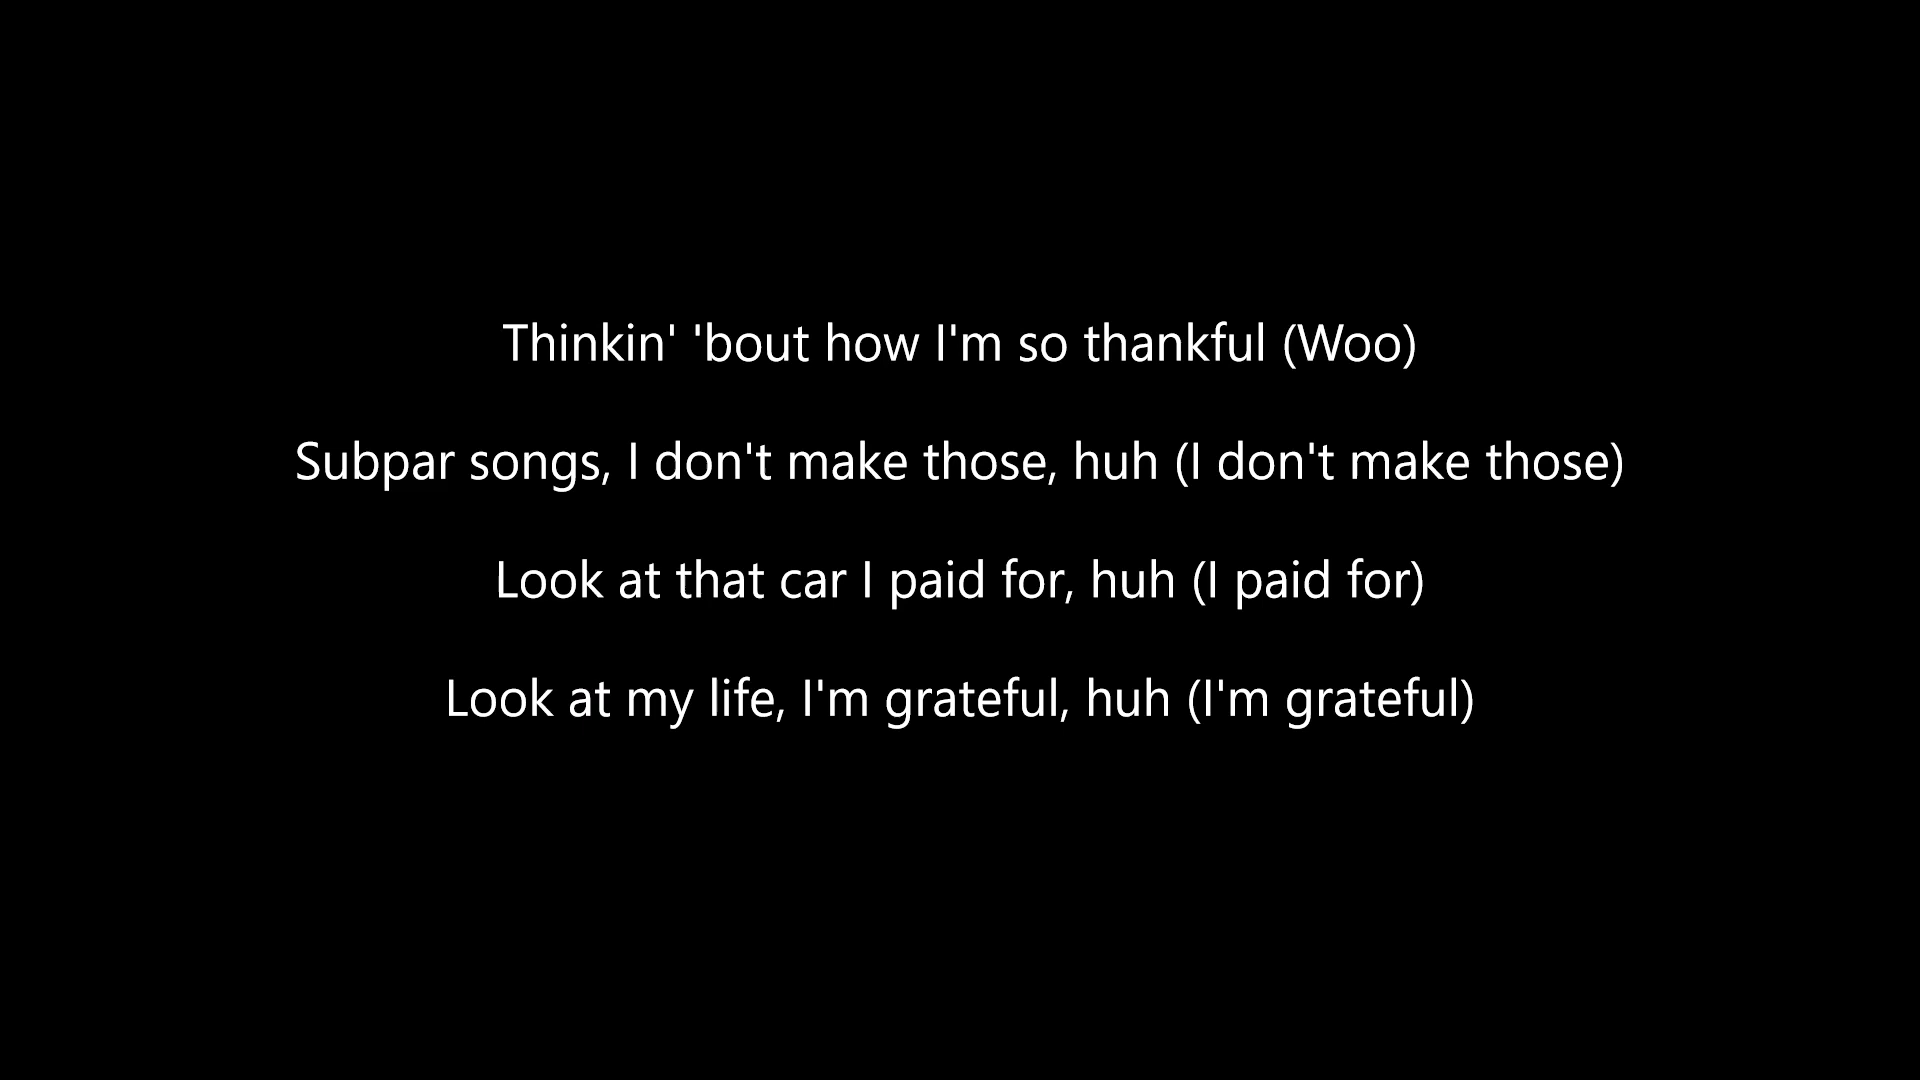 Thinkin' 'bout how I'm so thankful (Woo)
Subpar songs, I don't make those, huh (I don't make those)
Look at that car I paid for, huh (I paid for)
Look at my life, I'm grateful, huh (I'm grateful)